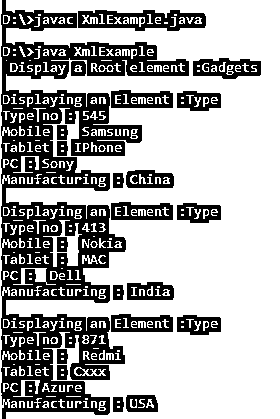 D:\>javac XmlExample.java
D:\>java XmlExample
Display a Root element :Gadgets
Displaying an Element :Type
Type no : 545
Mobile : Samsung
Tablet : IPhone
PC : Sony
Manufacturing : China
Displaying an Element :Type
Type no : 413
Mobile : Nokia
Tablet : MAC
PC : Dell
Manufacturing : India
Displaying an Element :Type
Type no : 871
Mobile : Redmi
Tablet : Cxxx
PC : Azure
Manufacturing : USA